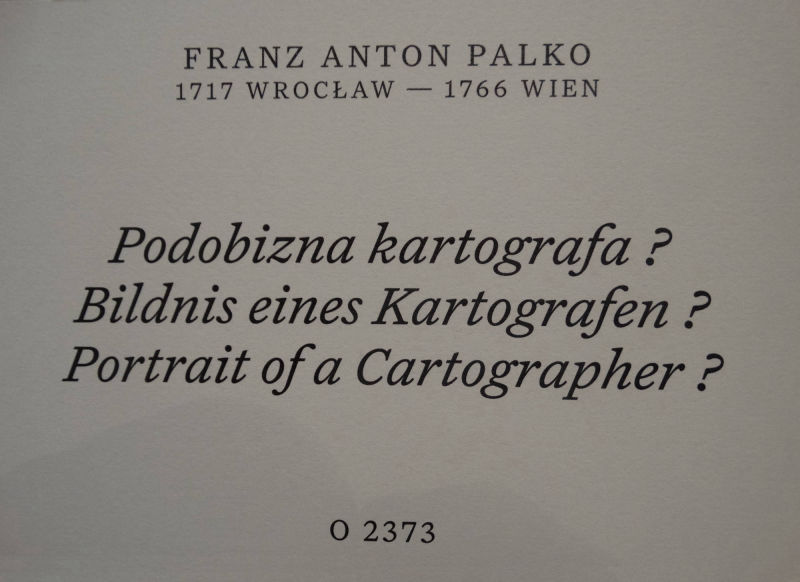 FRANZ ANTON PALKO
1717 WROCŁAW — 1766 WIEN
Podobizna kartografa ?
Bildnis eines Kartografen ?
Portrait of a Cartographer ?
O 2373